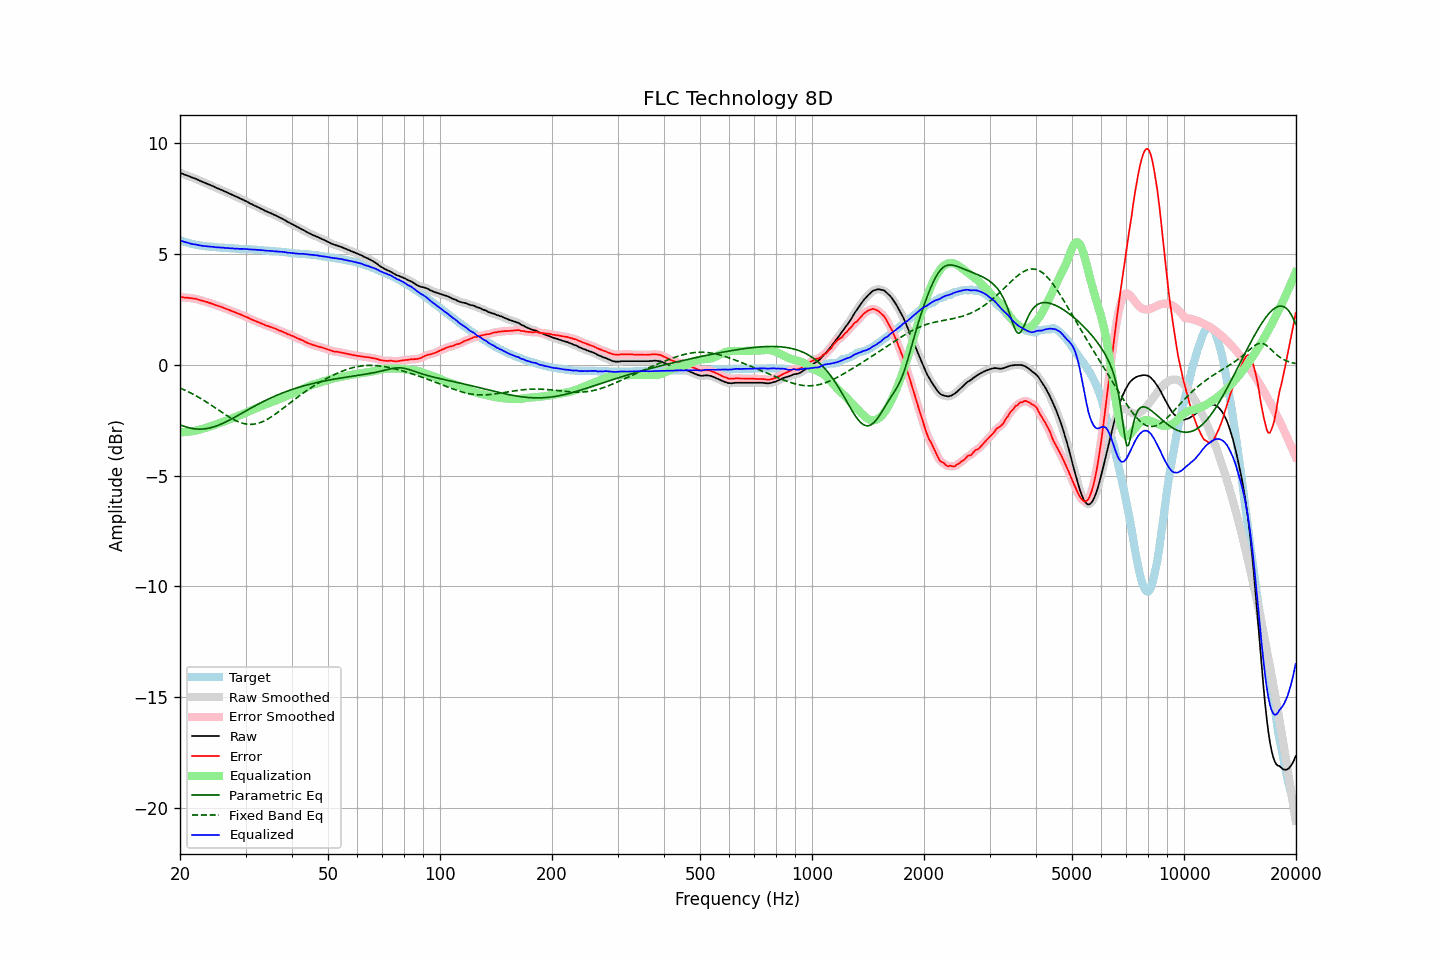 FLC Technology 8D
10
5
0
−5
−10
−15
−20
Amplitude (dBr)
Target
Raw Smoothed
Error Smoothed
Raw
Error
Equalization
Parametric Eq
Fixed Band Eq
Equalized
20 50 100 200 500 1000 2000 5000 10000 20000
Frequency (Hz)